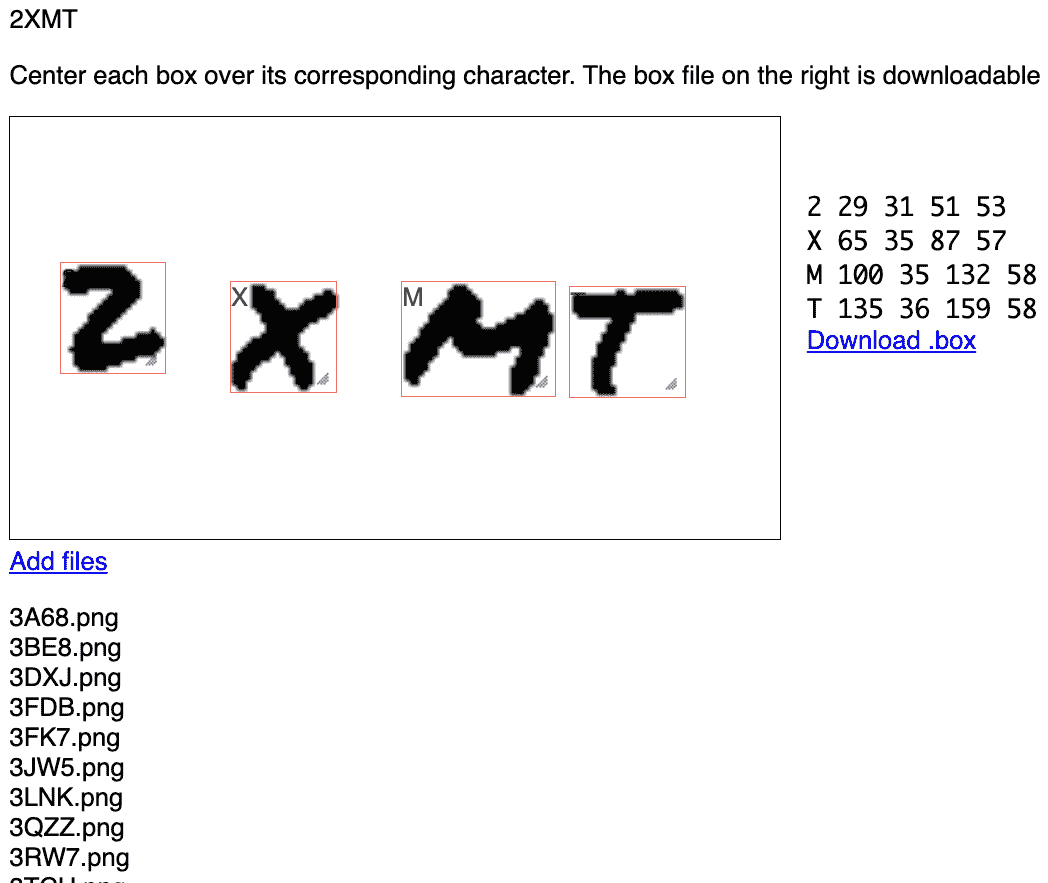 2XMT
Center each box over its corresponding character. The box file on the right is downloadable
2 X M T
2 29 31 51 53
X 65 35 87 57
M 100 35 132 58
T 135 36 159 58
Download .box
X M
Add files
3A68.png
3BE8.png
3DXJ.png
3FDB.png
3FK7.png
3JW5.png
3LNK.png
3QZZ.png
3RW7.png